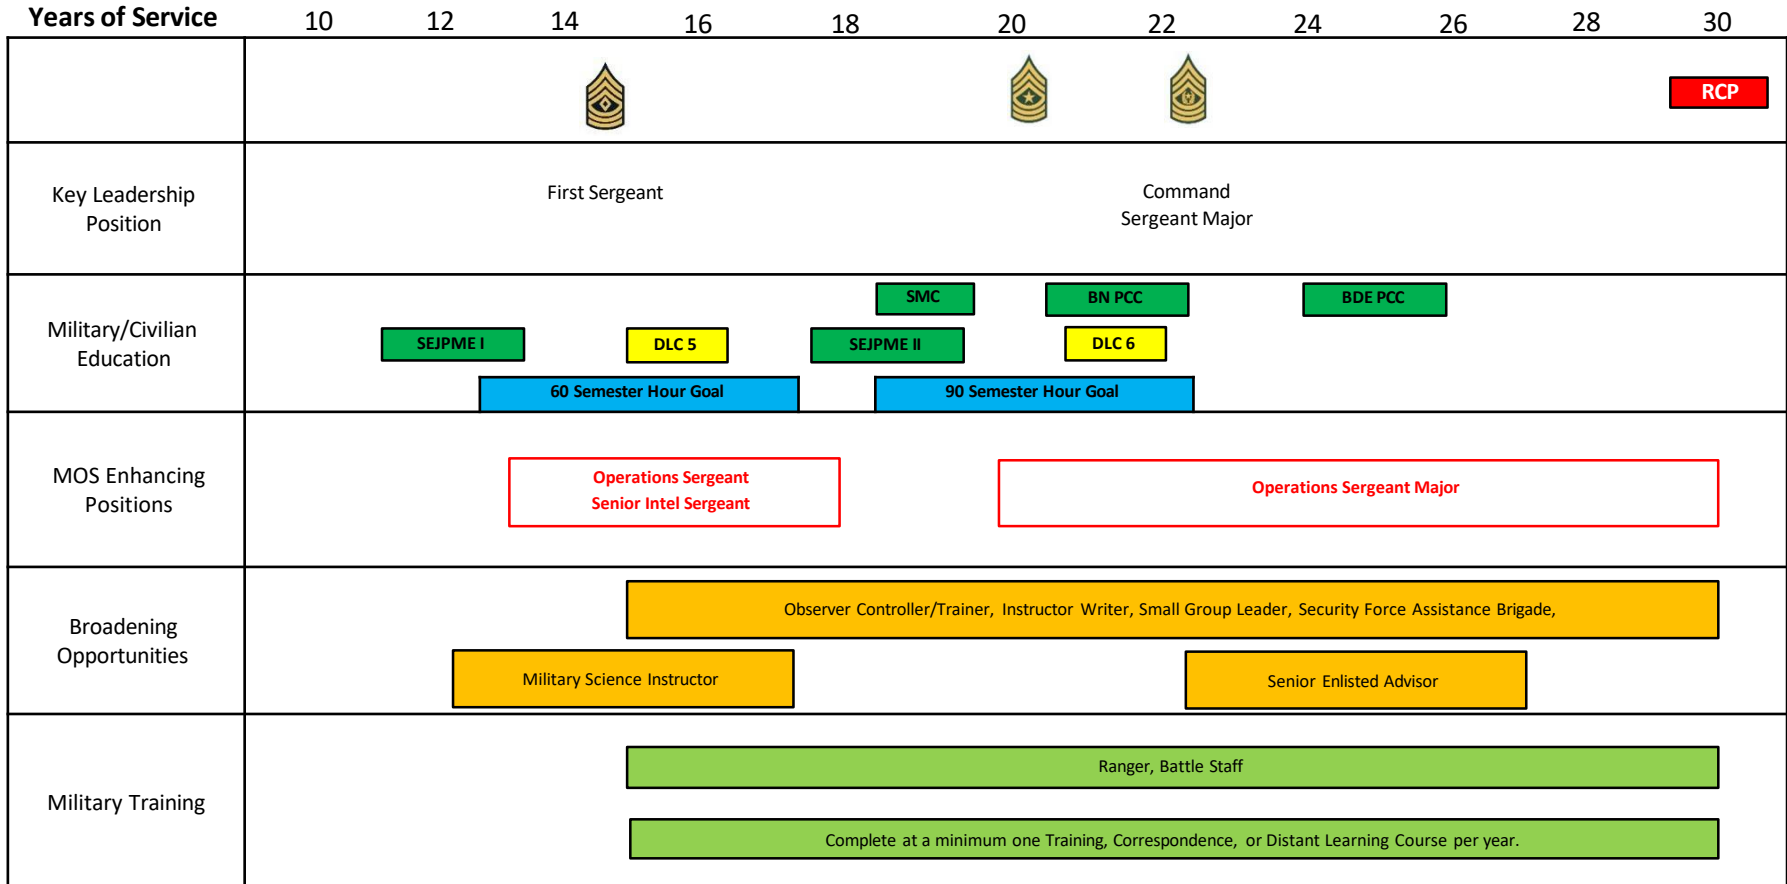 Years of Service
10
12
14
16
18
20
22
24
26
28
30
RCP
Key Leadership
Position
First Sergeant
Command
Sergeant Major
Military/Civilian
Education
SMC
BN PCC
BDE PCC
SEJPME I
DLC 5
SEJPME II
DLC 6
60 Semester Hour Goal
90 Semester Hour Goal
MOS Enhancing
Positions
Operations Sergeant
Senior Intel Sergeant
Operations Sergeant Major
Broadening
Opportunities
Observer Controller/Trainer, Instructor Writer, Small Group Leader, Security Force Assistance Brigade,
Military Science Instructor
Senior Enlisted Advisor
Military Training
Ranger, Battle Staff
Complete at a minimum one Training, Correspondence, or Distant Learning Course per year.